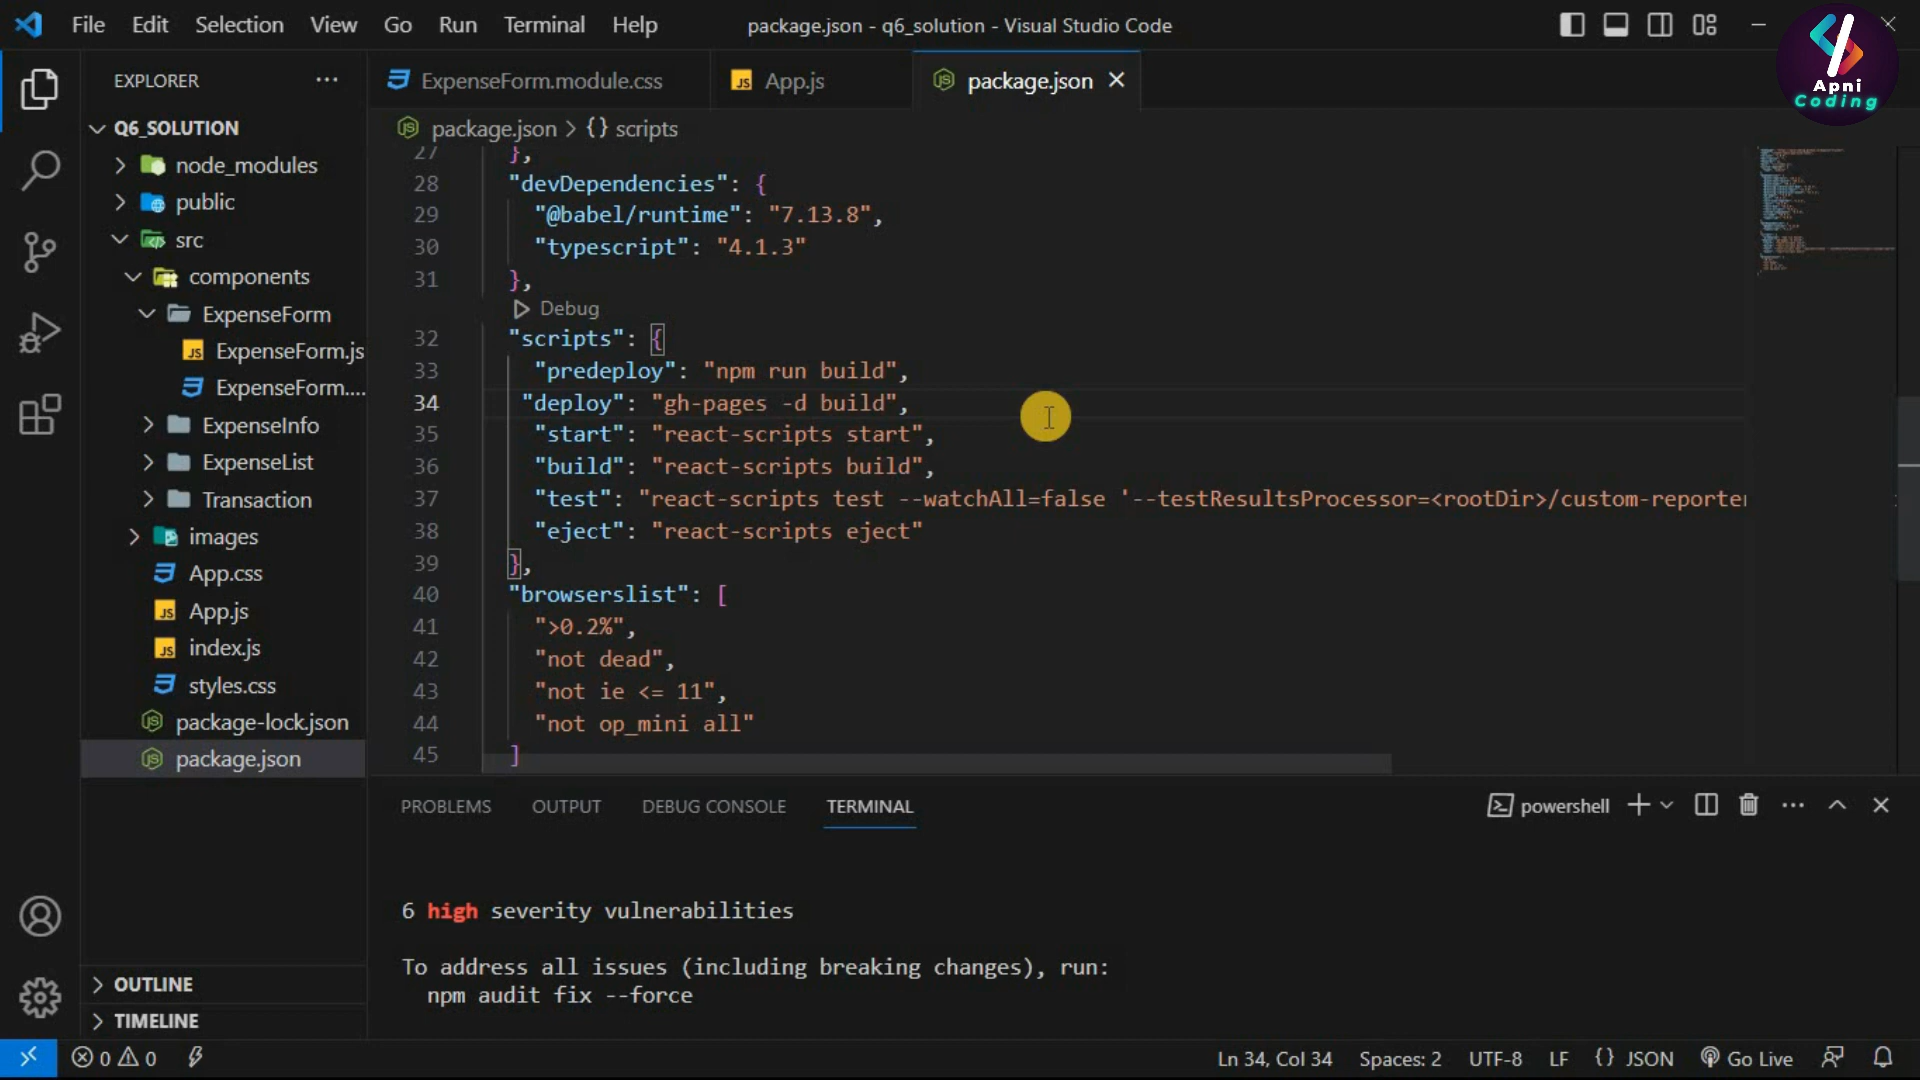 File Edit Selection View Go Run Terminal Help
package.json - q6_solution - Visual Studio Code
Apni
Coding
EXPLORER
Q6_SOLUTION
node_modules
public
src
components
ExpenseForm
ExpenseForm.js
ExpenseForm....
ExpenseInfo
ExpenseList
Transaction
images
App.css
App.js
index.js
styles.css
package-lock.json
package.json
OUTLINE
TIMELINE
ExpenseForm.module.css
App.js
package.json
package.json > {} scripts
27 },
28 "devDependencies": {
29 "@babel/runtime": "7.13.8",
30 "typescript": "4.1.3"
31 },
Debug
32 "scripts": {
33 "predeploy": "npm run build",
34 "deploy": "gh-pages -d build",
35 "start": "react-scripts start",
36 "build": "react-scripts build",
37 "test": "react-scripts test --watchAll=false '--testResultsProcessor=<rootDir>/custom-reporter
38 "eject": "react-scripts eject"
39 },
40 "browserslist": [
41 ">0.2%",
42 "not dead",
43 "not ie <= 11",
44 "not op_mini all"
45 ]
PROBLEMS OUTPUT DEBUG CONSOLE TERMINAL
powershell
6 high severity vulnerabilities
To address all issues (including breaking changes), run:
npm audit fix --force
0 0
Ln 34, Col 34 Spaces: 2 UTF-8 LF {} JSON Go Live